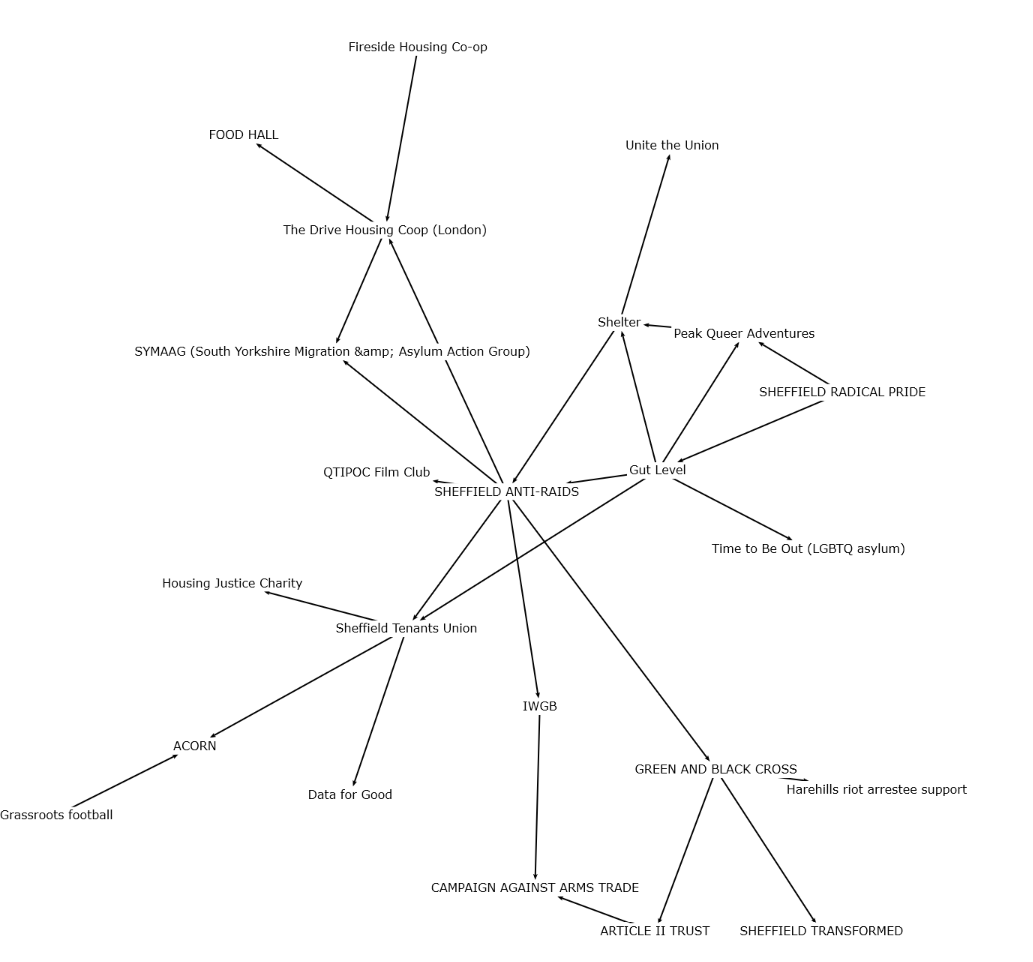 Fireside Housing Co-op
FOOD HALL
Unite the Union
The Drive Housing Coop (London)
Shelter
Peak Queer Adventures
SYMAAG (South Yorkshire Migration &amp; Asylum Action Group)
SHEFFIELD RADICAL PRIDE
QTIPOC Film Club
Gut Level
SHEFFIELD ANTI-RAIDS
Time to Be Out (LGBTQ asylum)
Housing Justice Charity
Sheffield Tenants Union
IWGB
ACORN
GREEN AND BLACK CROSS
Harehills riot arrestee support
Data for Good
Grassroots football
CAMPAIGN AGAINST ARMS TRADE
ARTICLE II TRUST
SHEFFIELD TRANSFORMED